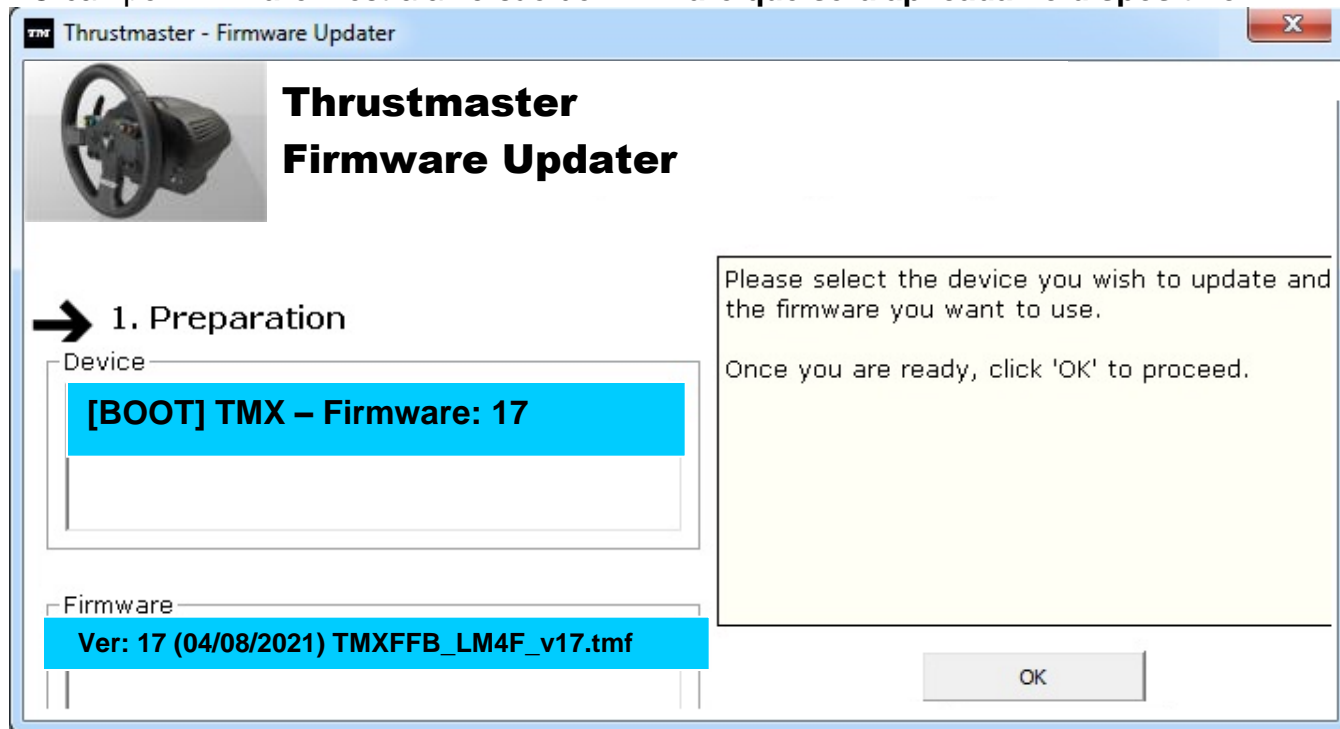 Thrustmaster - Firmware Updater
Thrustmaster
Firmware Updater
1. Preparation
Device
[BOOT] TMX – Firmware: 17
Firmware
Ver: 17 (04/08/2021) TMXFFB_LM4F_v17.tmf
Please select the device you wish to update and
the firmware you want to use.
Once you are ready, click 'OK' to proceed.
OK